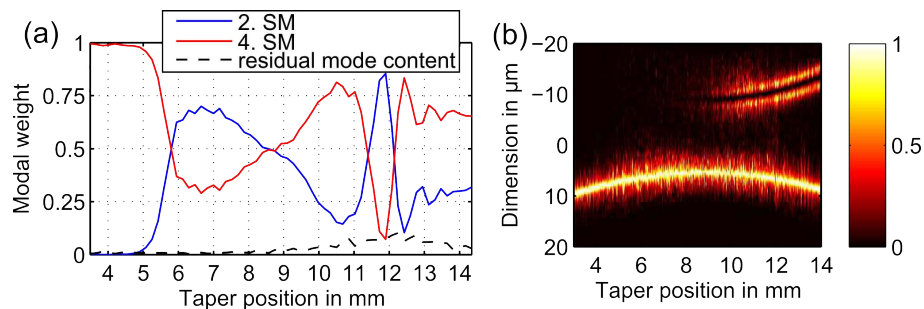 (a)
2. SM
4. SM
residual mode content
Modal weight
1
0.75
0.5
0.25
0
4 5 6 7 8 9 10 11 12 13 14
Taper position in mm
(b)
Dimension in µm
−20
−10
0
10
20
4 6 8 10 12 14
Taper position in mm
1
0.5
0